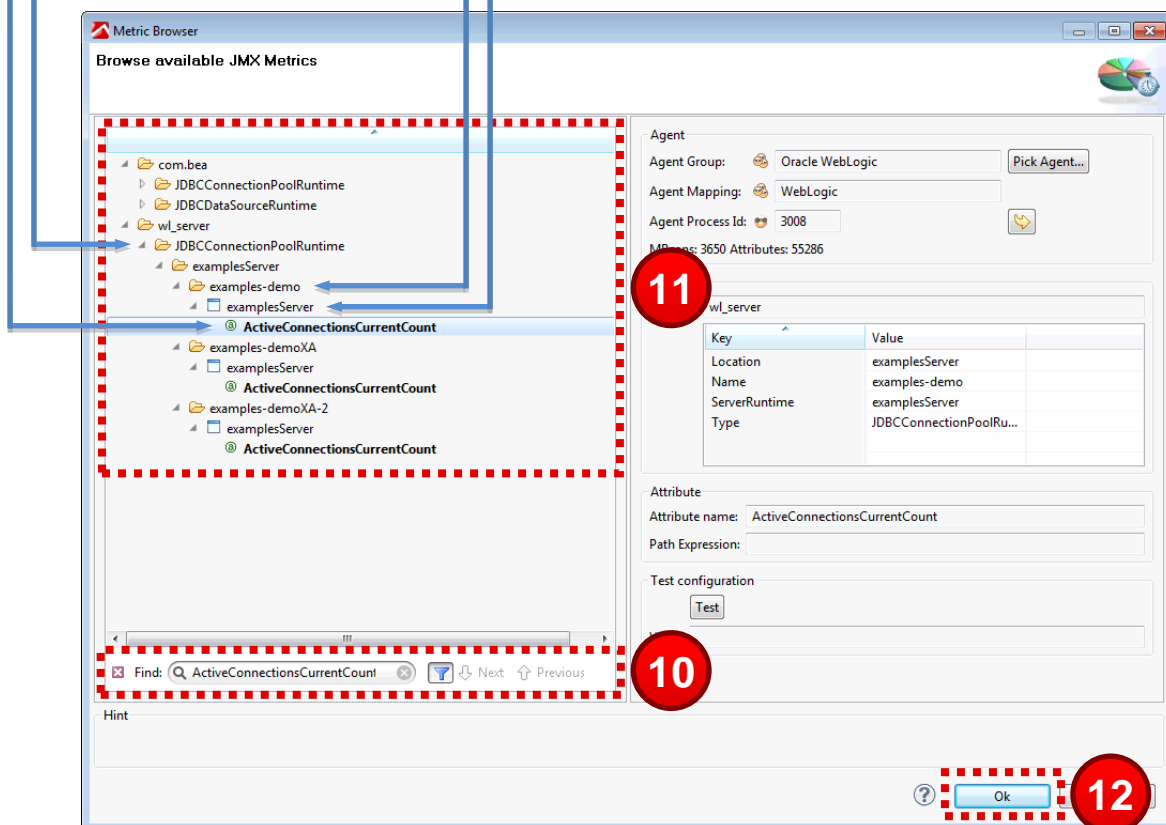 Metric Browser
Browse available JMX Metrics
com.bea
JDBCConnectionPoolRuntime
JDBCDataSourceRuntime
wl_server
JDBCConnectionPoolRuntime
examplesServer
examples-demo
examplesServer
@ ActiveConnectionsCurrentCount
examples-demoXA
examplesServer
@ ActiveConnectionsCurrentCount
examples-demoXA-2
examplesServer
@ ActiveConnectionsCurrentCount
Find: ActiveConnectionsCurrentCount Next Previous
10
Agent
Agent Group: Oracle WebLogic Pick Agent...
Agent Mapping: WebLogic
Agent Process Id: 3008
3650 Attributes: 55286
11
wl_server
Key Value
Location examplesServer
Name examples-demo
ServerRuntime examplesServer
Type JDBCConnectionPoolRu...
Attribute
Attribute name: ActiveConnectionsCurrentCount
Path Expression:
Test configuration
Test
Hint
? Ok
12